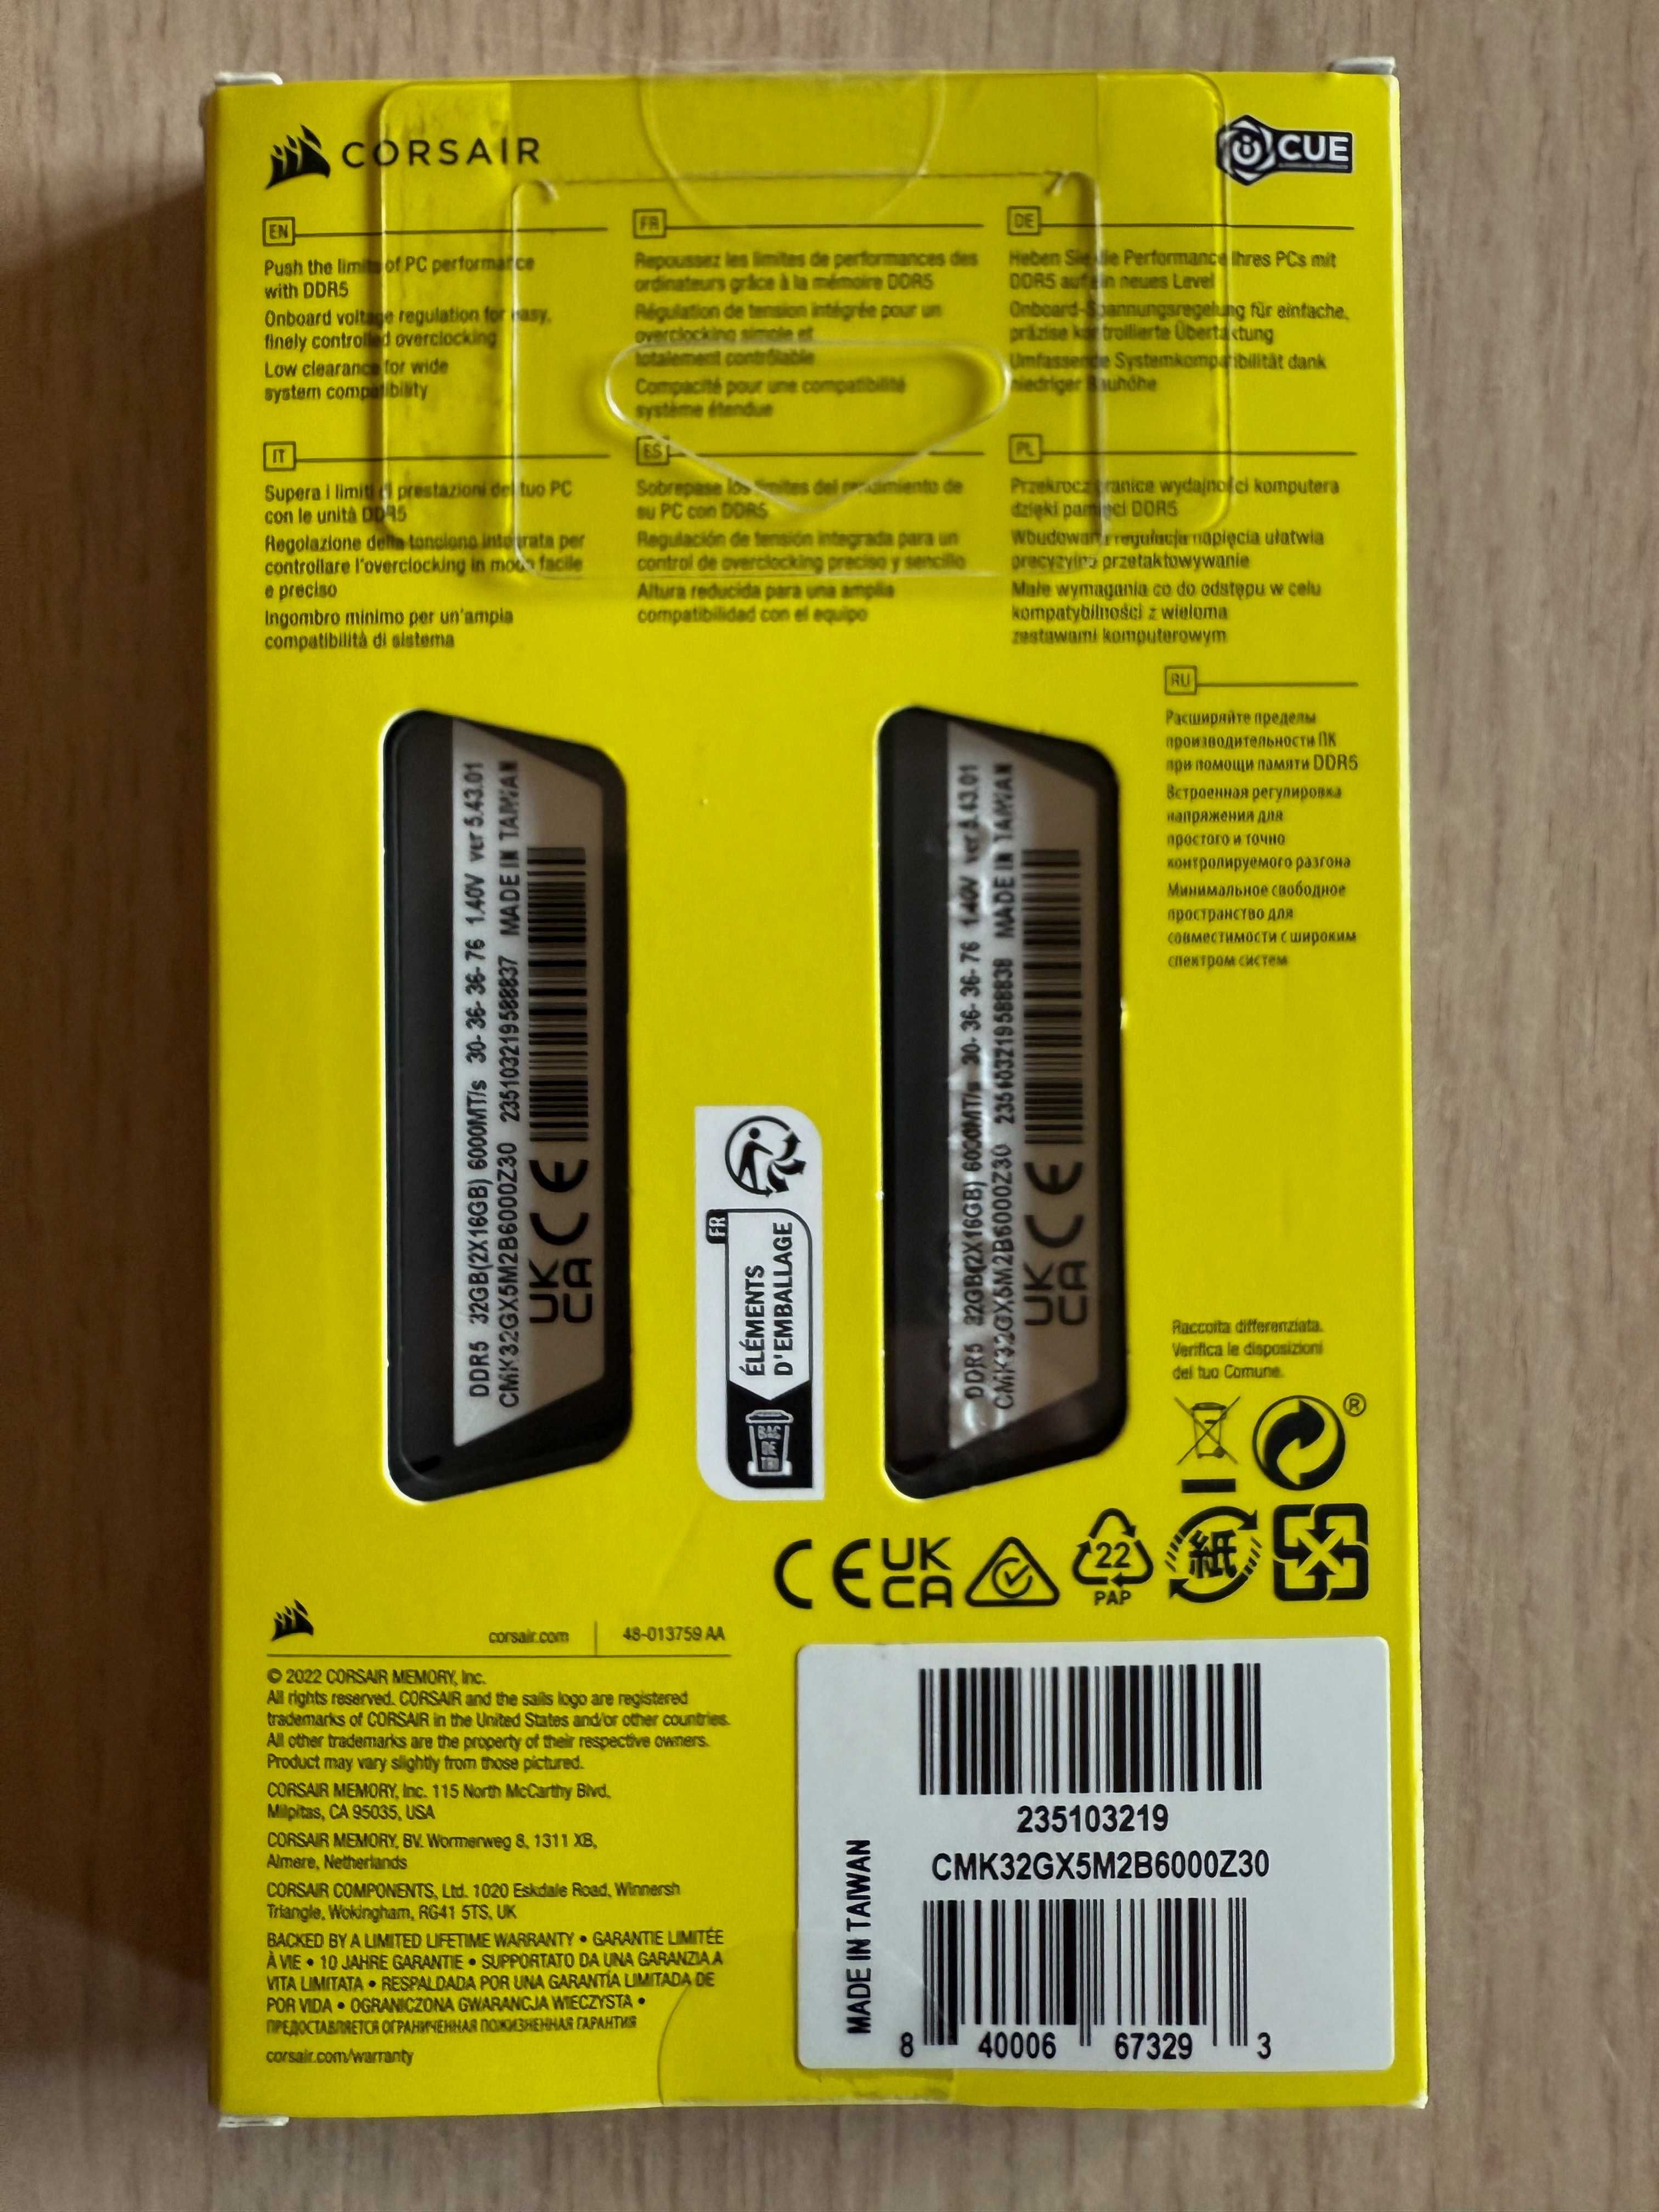 CORSAIR
iCUE
EN
Push the limits of PC performance
with DDR5
Onboard voltage regulation for easy,
finely controlled overclocking
Low clearance for wide
system compatibility
FR
Repoussez les limites de performances des
ordinateurs grâce à la mémoire DDR5
Régulation de tension intégrée pour un
overclocking simple et
totalement contrôlable
Compacité pour une compatibilité
système étendue
DE
Heben Sie die Performance Ihres PCs mit
DDR5 auf ein neues Level
Onboard-Spannungsregelung für einfache,
präzise kontrollierte Übertaktung
Umfassende Systemkompatibilität dank
niedriger Bauhöhe
IT
Supera i limiti di prestazioni del tuo PC
con le unità DDR5
Regolazione della tensione integrata per
controllare l'overclocking in modo facile
e preciso
Ingombro minimo per un'ampia
compatibilità di sistema
ES
Sobrepase los límites del rendimiento de
su PC con DDR5
Regulación de tensión integrada para un
control de overclocking preciso y sencillo
Altura reducida para una amplia
compatibilidad con el equipo
PL
Przekrocz granice wydajności komputera
dzięki pamięci DDR5
Wbudowana regulacja napięcia ułatwia
precyzyjne przetaktowywanie
Małe wymagania co do odstępu w celu
kompatybilności z wieloma
zestawami komputerowym
RU
Расширяйте пределы
производительности ПК
при помощи памяти DDR5
Встроенная регулировка
напряжения для
простого и точно
контролируемого разгона
Минимальное свободное
пространство для
совместимости с широким
спектром систем
DDR5 32GB(2X16GB) 6000MT/s 30-36-36-76 1.40V ver 5.43.01
CMK32GX5M2B6000Z30 23510321958837 MADE IN TAIWAN
UK
CA
CE
FR
ÉLÉMENTS
D'EMBALLAGE
BAC
DE
TRI
DDR5 32GB(2X16GB) 6000MT/s 30-36-36-76 1.40V ver 5.43.01
CMK32GX5M2B6000Z30 23510321958838 MADE IN TAIWAN
UK
CA
CE
Raccolta differenziata.
Verifica le disposizioni
del tuo Comune.
®
CE
UK
CA
22
PAP
紙
corsair.com | 48-013759 AA
© 2022 CORSAIR MEMORY, Inc.
All rights reserved. CORSAIR and the sails logo are registered
trademarks of CORSAIR in the United States and/or other countries.
All other trademarks are the property of their respective owners.
Product may vary slightly from those pictured.
CORSAIR MEMORY, Inc. 115 North McCarthy Blvd,
Milpitas, CA 95035, USA
CORSAIR MEMORY, BV. Wormerweg 8, 1311 XB,
Almere, Netherlands
CORSAIR COMPONENTS, Ltd. 1020 Eskdale Road, Winnersh
Triangle, Wokingham, RG41 5TS, UK
BACKED BY A LIMITED LIFETIME WARRANTY • GARANTIE LIMITÉE
À VIE • 10 JAHRE GARANTIE • SUPPORTATO DA UNA GARANZIA A
VITA LIMITATA • RESPALDADA POR UNA GARANTÍA LIMITADA DE
POR VIDA • OGRANICZONA GWARANCJA WIECZYSTA •
ПРЕДОСТАВЛЯЕТСЯ ОГРАНИЧЕННАЯ ПОЖИЗНЕННАЯ ГАРАНТИЯ
corsair.com/warranty
235103219
CMK32GX5M2B6000Z30
MADE IN TAIWAN
8 40006 67329 3